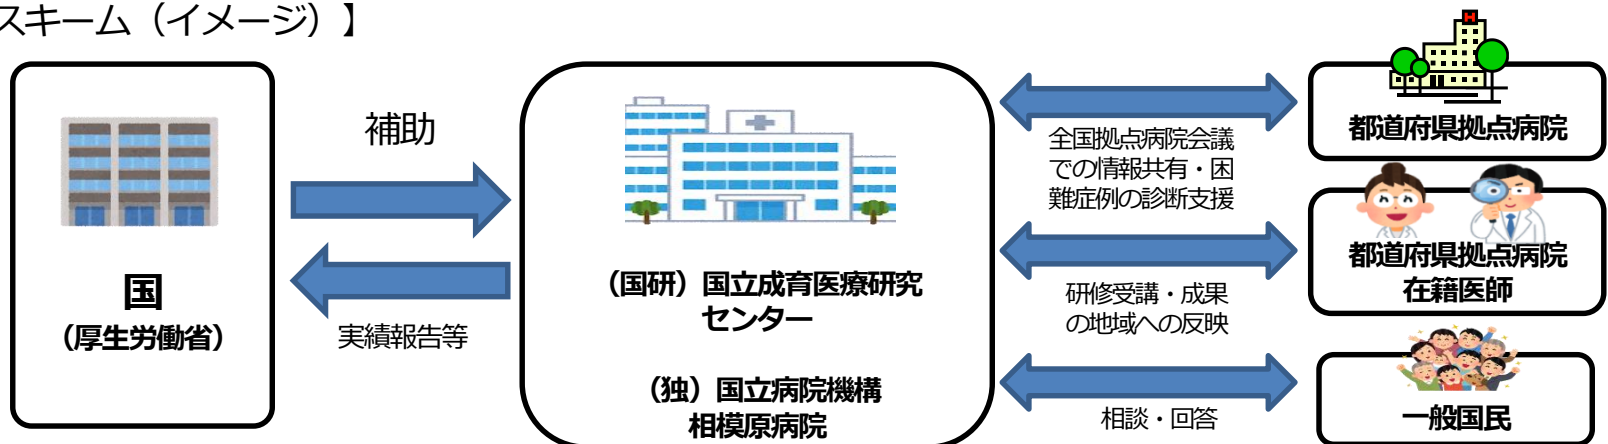 スキーム（イメージ）】
国
（厚生労働省）
補助
実績報告等
（国研）国立成育医療研究
センター
（独）国立病院機構
相模原病院
全国拠点病院会議
での情報共有・困
難症例の診断支援
研修受講・成果
の地域への反映
相談・回答
H
都道府県拠点病院
都道府県拠点病院
在籍医師
一般国民